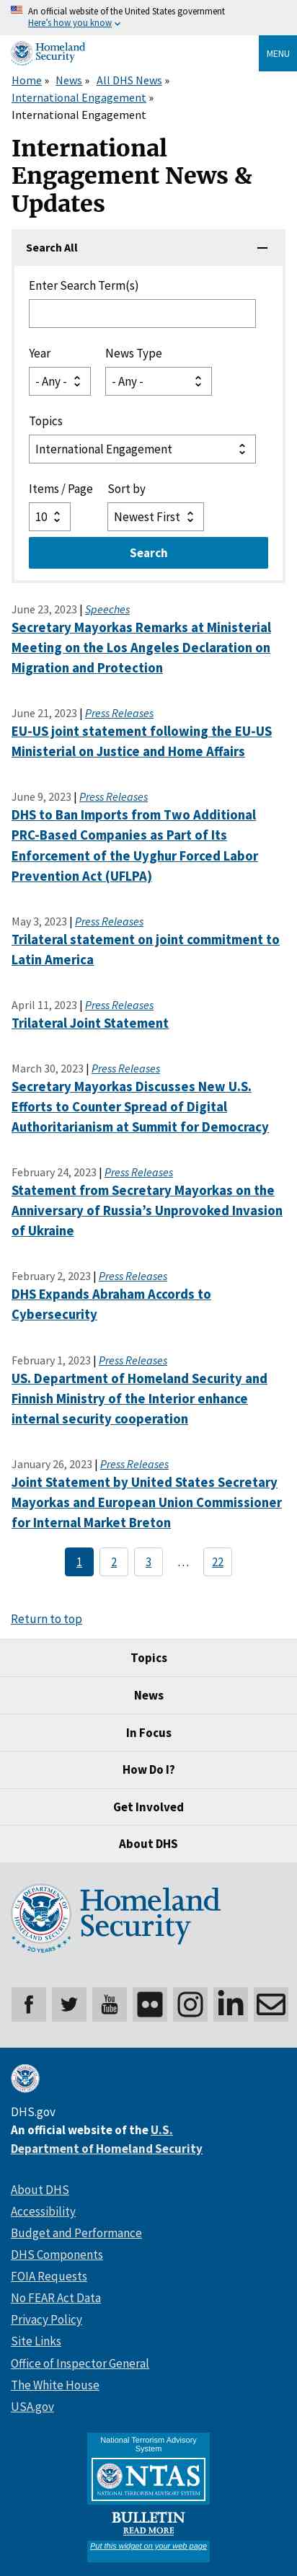 An official website of the United States government
Here's how you know
Homeland
Security
MENU
Home » News » All DHS News »
International Engagement »
International Engagement
International
Engagement News &
Updates
Search All
Enter Search Term(s)
Year News Type
- Any - - Any -
Topics
International Engagement
Items / Page Sort by
10 Newest First
Search
June 23, 2023 | Speeches
Secretary Mayorkas Remarks at Ministerial
Meeting on the Los Angeles Declaration on
Migration and Protection
June 21, 2023 | Press Releases
EU-US joint statement following the EU-US
Ministerial on Justice and Home Affairs
June 9, 2023 | Press Releases
DHS to Ban Imports from Two Additional
PRC-Based Companies as Part of Its
Enforcement of the Uyghur Forced Labor
Prevention Act (UFLPA)
May 3, 2023 | Press Releases
Trilateral statement on joint commitment to
Latin America
April 11, 2023 | Press Releases
Trilateral Joint Statement
March 30, 2023 | Press Releases
Secretary Mayorkas Discusses New U.S.
Efforts to Counter Spread of Digital
Authoritarianism at Summit for Democracy
February 24, 2023 | Press Releases
Statement from Secretary Mayorkas on the
Anniversary of Russia's Unprovoked Invasion
of Ukraine
February 2, 2023 | Press Releases
DHS Expands Abraham Accords to
Cybersecurity
February 1, 2023 | Press Releases
US. Department of Homeland Security and
Finnish Ministry of the Interior enhance
internal security cooperation
January 26, 2023 | Press Releases
Joint Statement by United States Secretary
Mayorkas and European Union Commissioner
for Internal Market Breton
1 2 3 … 22
Return to top
Topics
News
In Focus
How Do I?
Get Involved
About DHS
U.S. DEPARTMENT OF HOMELAND SECURITY
20 YEARS
Homeland
Security
You Tube
DHS.gov
An official website of the U.S.
Department of Homeland Security
About DHS
Accessibility
Budget and Performance
DHS Components
FOIA Requests
No FEAR Act Data
Privacy Policy
Site Links
Office of Inspector General
The White House
USA.gov
National Terrorism Advisory
System
NTAS
NATIONAL TERRORISM ADVISORY SYSTEM
BULLETIN
READ MORE
Put this widget on your web page